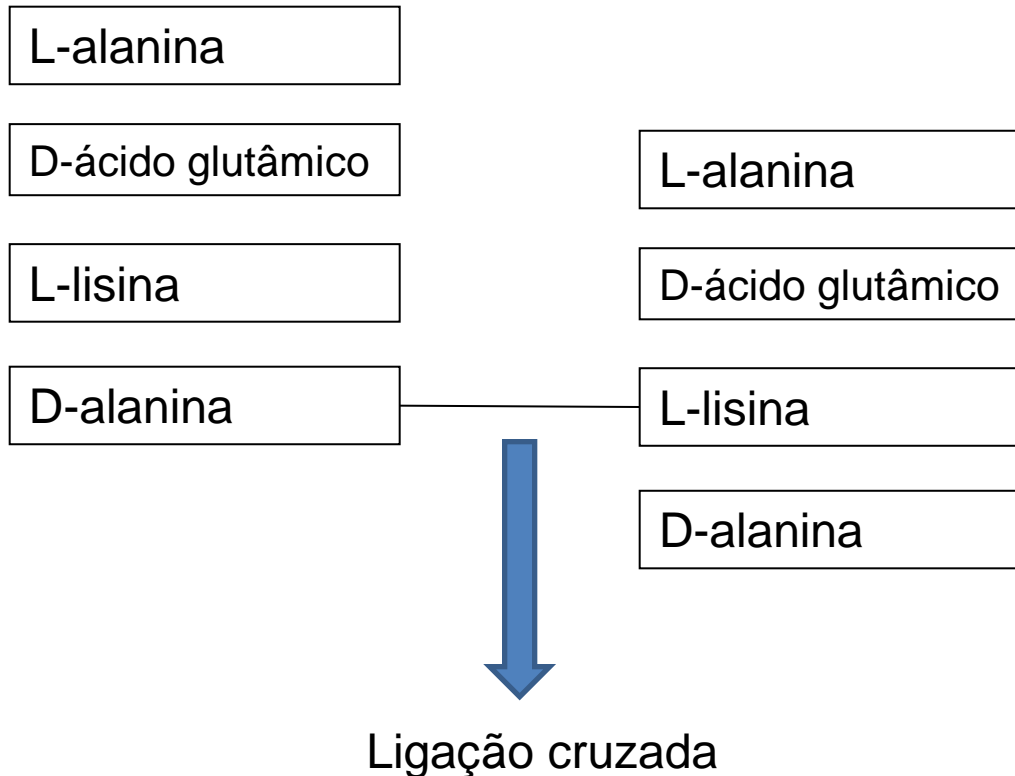 L-alanina
D-ácido glutâmico
L-lisina
D-alanina
L-alanina
D-ácido glutâmico
L-lisina
D-alanina
Ligação cruzada